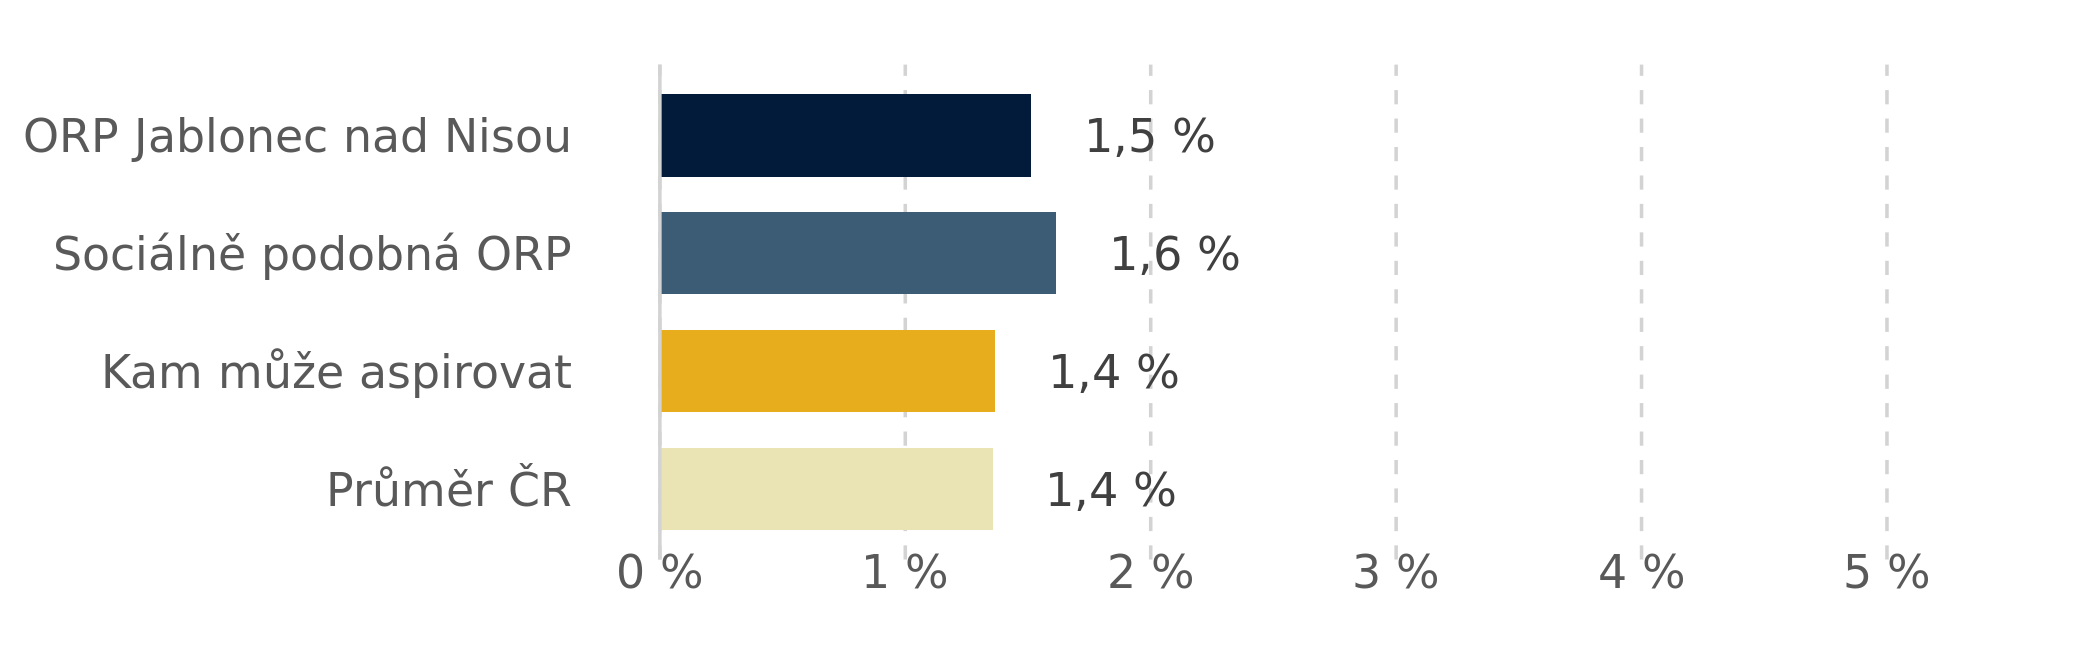 ORP Jablonec nad Nisou 1,5 %
Sociálně podobná ORP 1,6 %
Kam může aspirovat 1,4 %
Průměr ČR 1,4 %
0 % 1 % 2 % 3 % 4 % 5 %